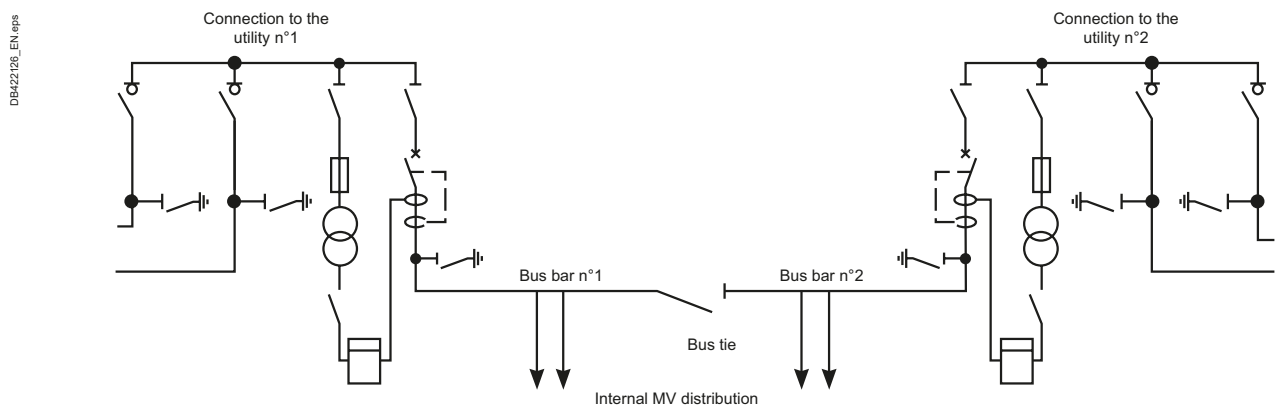 DB422126_EN.eps
Connection to the
utility n°1
Connection to the
utility n°2
Bus bar n°1
Bus bar n°2
Bus tie
Internal MV distribution